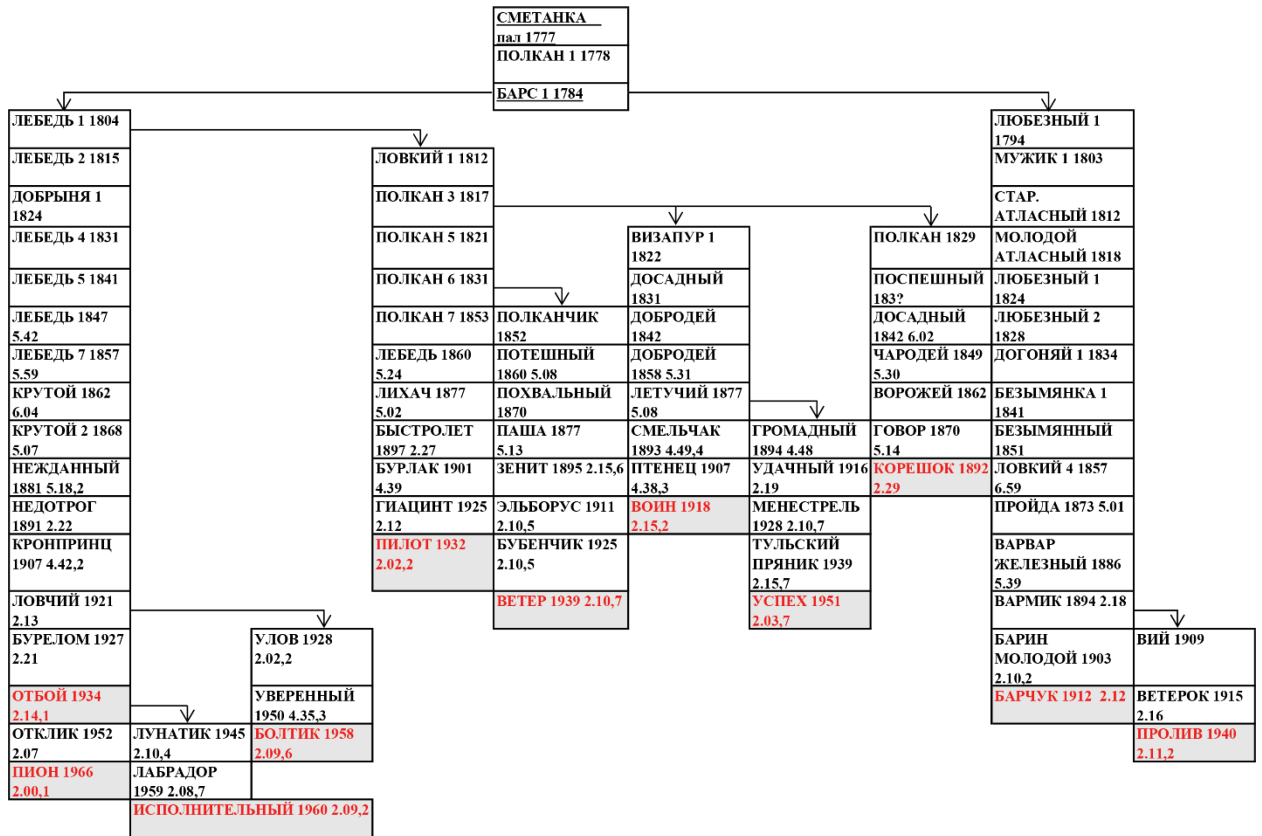 СМЕТАНКА
пал 1777
ПОЛКАН 1 1778
БАРС 1 1784
ЛЕБЕДЬ 1 1804
ЛЕБЕДЬ 2 1815
ДОБРЫНЯ 1
1824
ЛЕБЕДЬ 4 1831
ЛЕБЕДЬ 5 1841
ЛЕБЕДЬ 1847
5.42
ЛЕБЕДЬ 7 1857
5.59
КРУТОЙ 1862
6.04
КРУТОЙ 2 1868
5.07
НЕЖДАННЫЙ
1881 5.18,2
НЕДОТРОГ
1891 2.22
КРОНПРИНЦ
1907 4.42,2
ЛОВЧИЙ 1921
2.13
БУРЕЛОМ 1927
2.21
ОТБОЙ 1934
2.14,1
ОТКЛИК 1952
2.07
ПИОН 1966
2.00,1
ЛУНАТИК 1945
2.10,4
ЛАБРАДОР
1959 2.08,7
ИСПОЛНИТЕЛЬНЫЙ 1960 2.09,2
УЛОВ 1928
2.02,2
УВЕРЕННЫЙ
1950 4.35,3
БОЛТИК 1958
2.09,6
ЛОВКИЙ 1 1812
ПОЛКАН 3 1817
ПОЛКАН 5 1821
ПОЛКАН 6 1831
ПОЛКАН 7 1853
ЛЕБЕДЬ 1860
5.24
ЛИХАЧ 1877
5.02
БЫСТРОЛЕТ
1897 2.27
БУРЛАК 1901
4.39
ГИАЦИНТ 1925
2.12
ПИЛОТ 1932
2.02,2
ПОЛКАНЧИК
1852
ПОТЕШНЫЙ
1860 5.08
ПОХВАЛЬНЫЙ
1870
ПАША 1877
5.13
ЗЕНИТ 1895 2.15,6
ЭЛЬБОРУС 1911
2.10,5
БУБЕНЧИК 1925
2.10,5
ВЕТЕР 1939 2.10,7
ВИЗАПУР 1
1822
ДОСАДНЫЙ
1831
ДОБРОДЕЙ
1842
ДОБРОДЕЙ
1858 5.31
ЛЕТУЧИЙ 1877
5.08
СМЕЛЬЧАК
1893 4.49,4
ПТЕНЕЦ 1907
4.38,3
ВОИН 1918
2.15,2
ГРОМАДНЫЙ
1894 4.48
УДАЧНЫЙ 1916
2.19
МЕНЕСТРЕЛЬ
1928 2.10,7
ТУЛЬСКИЙ
ПРЯНИК 1939
2.15,7
УСПЕХ 1951
2.03,7
ПОЛКАН 1829
ПОСПЕШНЫЙ
183?
ДОСАДНЫЙ
1842 6.02
ЧАРОДЕЙ 1849
5.30
ВОРОЖЕЙ 1862
ГОВОР 1870
5.14
КОРЕШОК 1892
2.29
ЛЮБЕЗНЫЙ 1
1794
МУЖИК 1 1803
СТАР.
АТЛАСНЫЙ 1812
МОЛОДОЙ
АТЛАСНЫЙ 1818
ЛЮБЕЗНЫЙ 1
1824
ЛЮБЕЗНЫЙ 2
1828
ДОГОНЯЙ 1 1834
БЕЗЫМЯНКА 1
1841
БЕЗЫМЯННЫЙ
1851
ЛОВКИЙ 4 1857
6.59
ПРОЙДА 1873 5.01
ВАРВАР
ЖЕЛЕЗНЫЙ 1886
5.39
ВАРМИК 1894 2.18
БАРИН
МОЛОДОЙ 1903
2.10,2
БАРЧУК 1912 2.12
ВИЙ 1909
ВЕТЕРОК 1915
2.16
ПРОЛИВ 1940
2.11,2